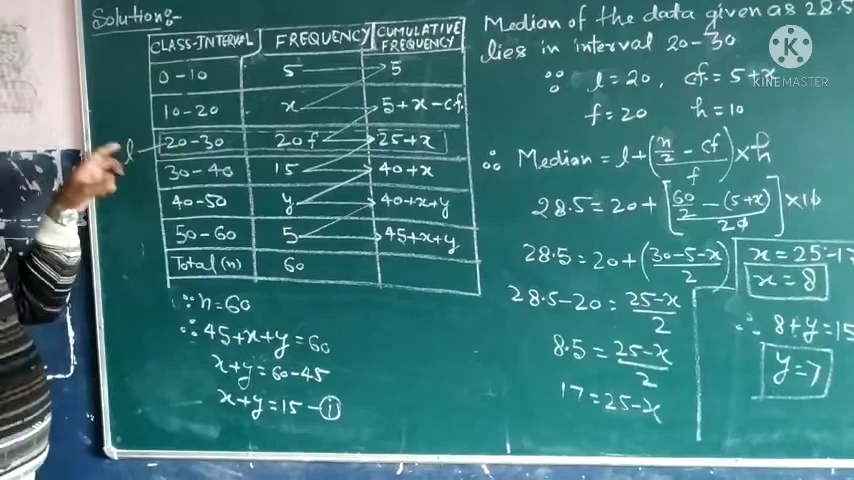 Solution:-
CLASS-INTERVAL FREQUENCY CUMULATIVE FREQUENCY
0-10 5 5
10-20 x 5+x-cf
l 20-30 20 f 25+x
30-40 15 40+x
40-50 y 40+x+y
50-60 5 45+x+y
Total (n) 60
∵ n=60
∴ 45+x+y=60
x+y=60-45
x+y=15-①
Median of the data given as 28.5
lies in interval 20-30
∴ l=20, cf=5+x
f=20 h=10
∴ Median = l+(n/2 - cf / f)×h
28.5=20+[60/2 - (5+x) / 20]×10
28.5=20+(30-5-x / 2)
28.5-20 = 25-x / 2
8.5 = 25-x / 2
17=25-x
x=25-17
x=8
∴ 8+y=15
y=7
K
KINEMASTER